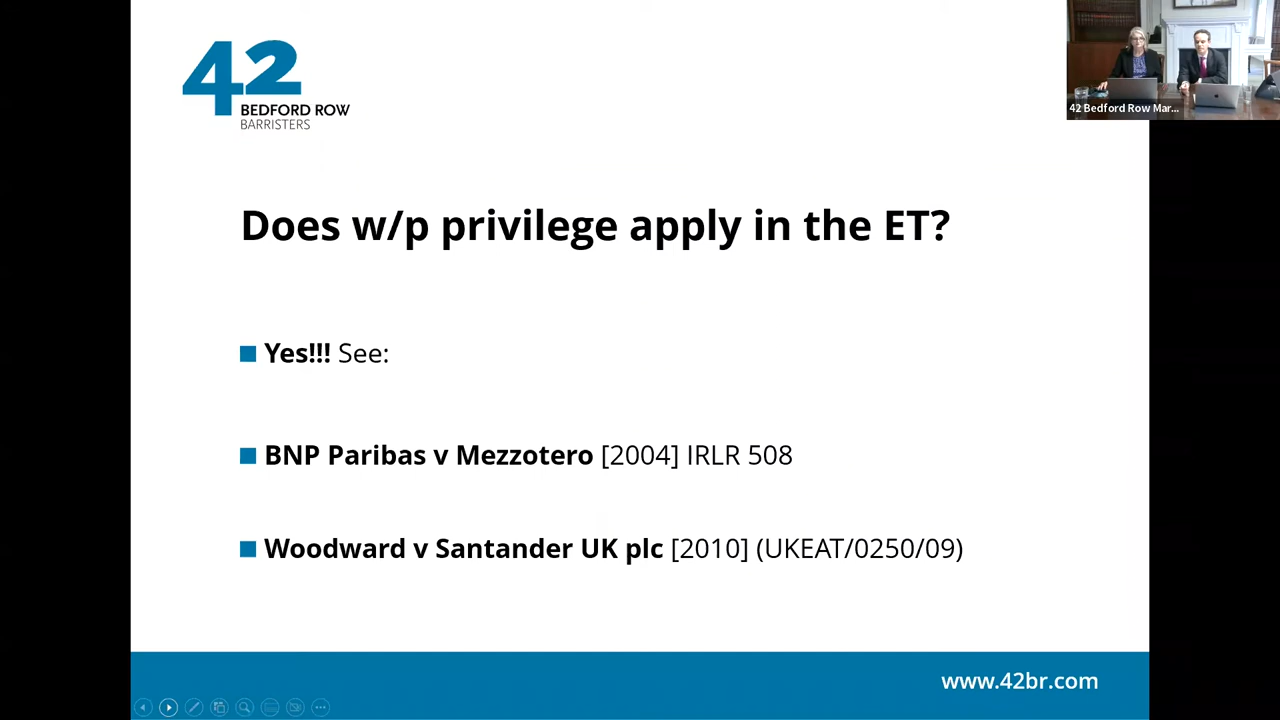 42
BEDFORD ROW
BARRISTERS
42 Bedford Row Mar...
Does w/p privilege apply in the ET?
Yes!!! See:
BNP Paribas v Mezzotero [2004] IRLR 508
Woodward v Santander UK plc [2010] (UKEAT/0250/09)
www.42br.com